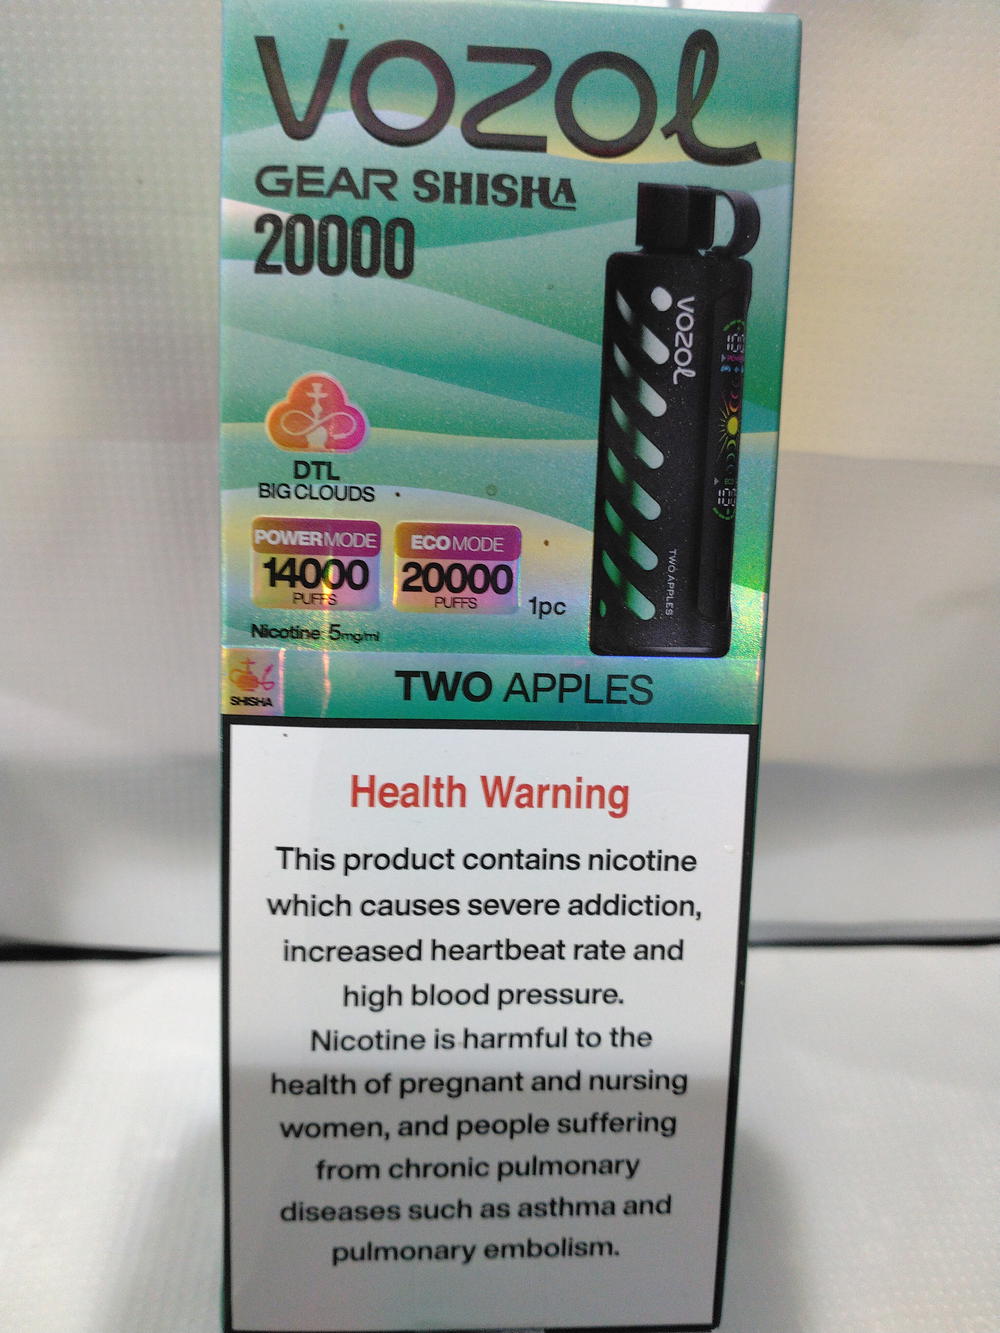 VOZOL
GEAR SHISHA
20000
DTL
BIG CLOUDS
POWER MODE
14000
PUFFS
ECO MODE
20000
PUFFS
1pc
Nicotine 5mg/ml
VOZOL
TWO APPLES
SHISHA
TWO APPLES
Health Warning
This product contains nicotine
which causes severe addiction,
increased heartbeat rate and
high blood pressure.
Nicotine is harmful to the
health of pregnant and nursing
women, and people suffering
from chronic pulmonary
diseases such as asthma and
pulmonary embolism.